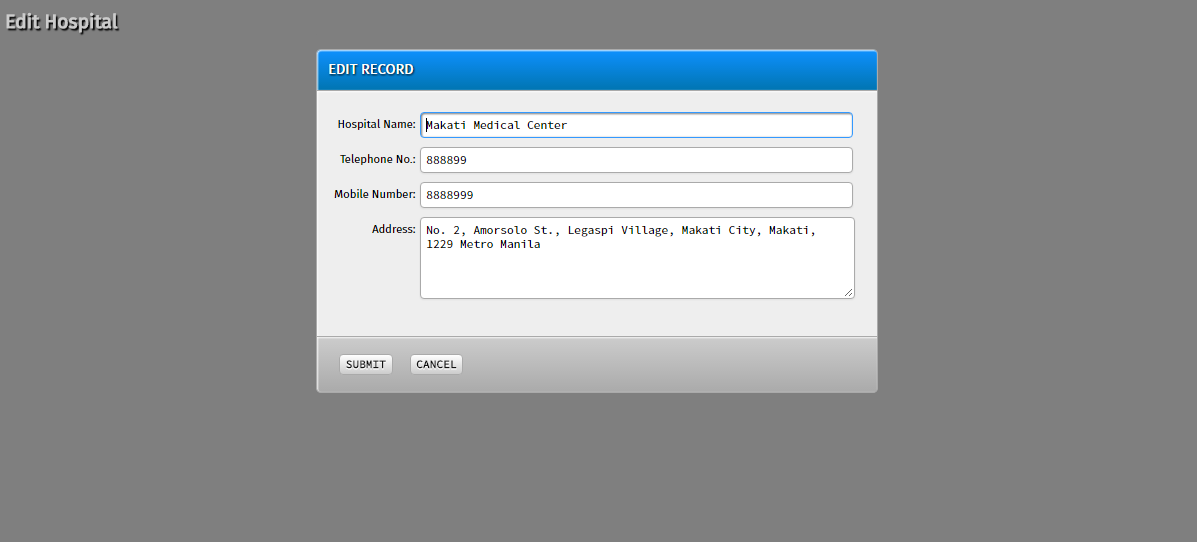 Edit Hospital
EDIT RECORD
Hospital Name: Makati Medical Center
Telephone No.: 888899
Mobile Number: 8888999
Address: No. 2, Amorsolo St., Legaspi Village, Makati City, Makati,
1229 Metro Manila
SUBMIT CANCEL